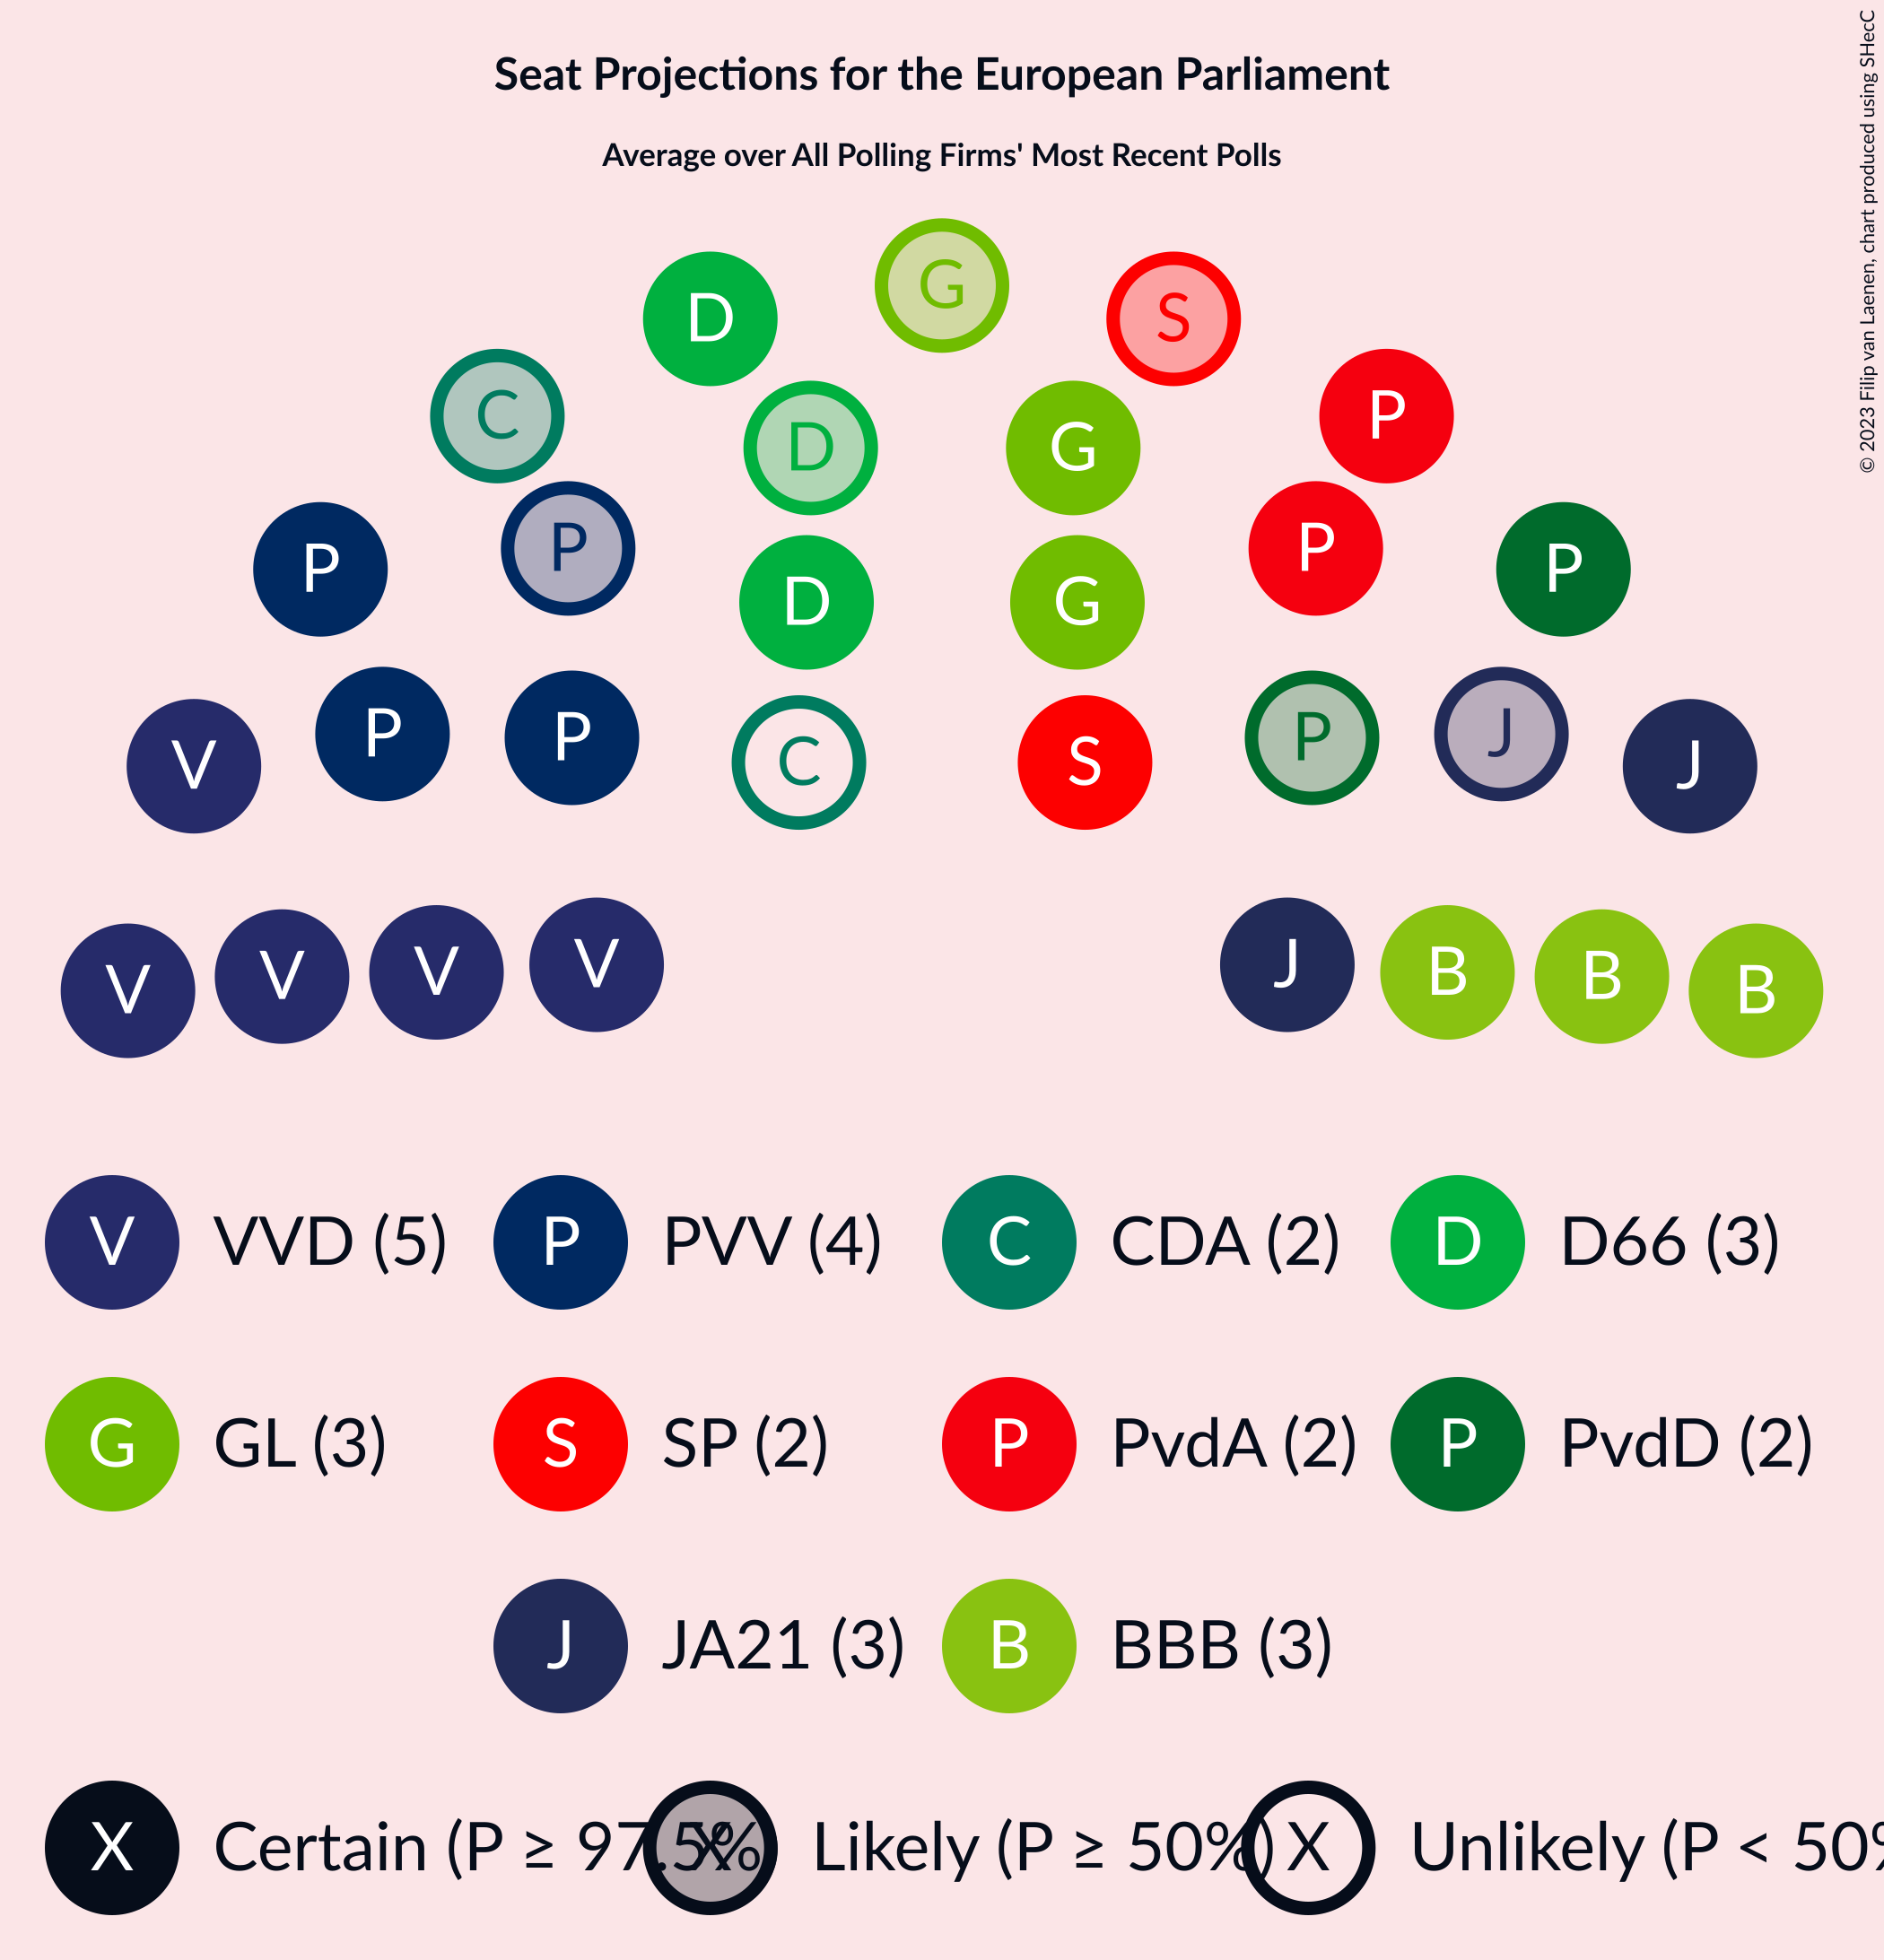 Seat Projections for the European Parliament
Average over All Polling Firms' Most Recent Polls
© 2023 Filip van Laenen, chart produced using SHecC
G
D S
C P
D G
P P
P P
D G
P P
P J
V J
C S
V J
V B
V B
V B
V VVD (5) P PVV (4) C CDA (2) D D66 (3)
G GL (3) S SP (2) P PvdA (2) P PvdD (2)
J JA21 (3) B BBB (3)
X Certain (P ≥ 97.5% X Likely (P ≥ 50%) X Unlikely (P < 50%